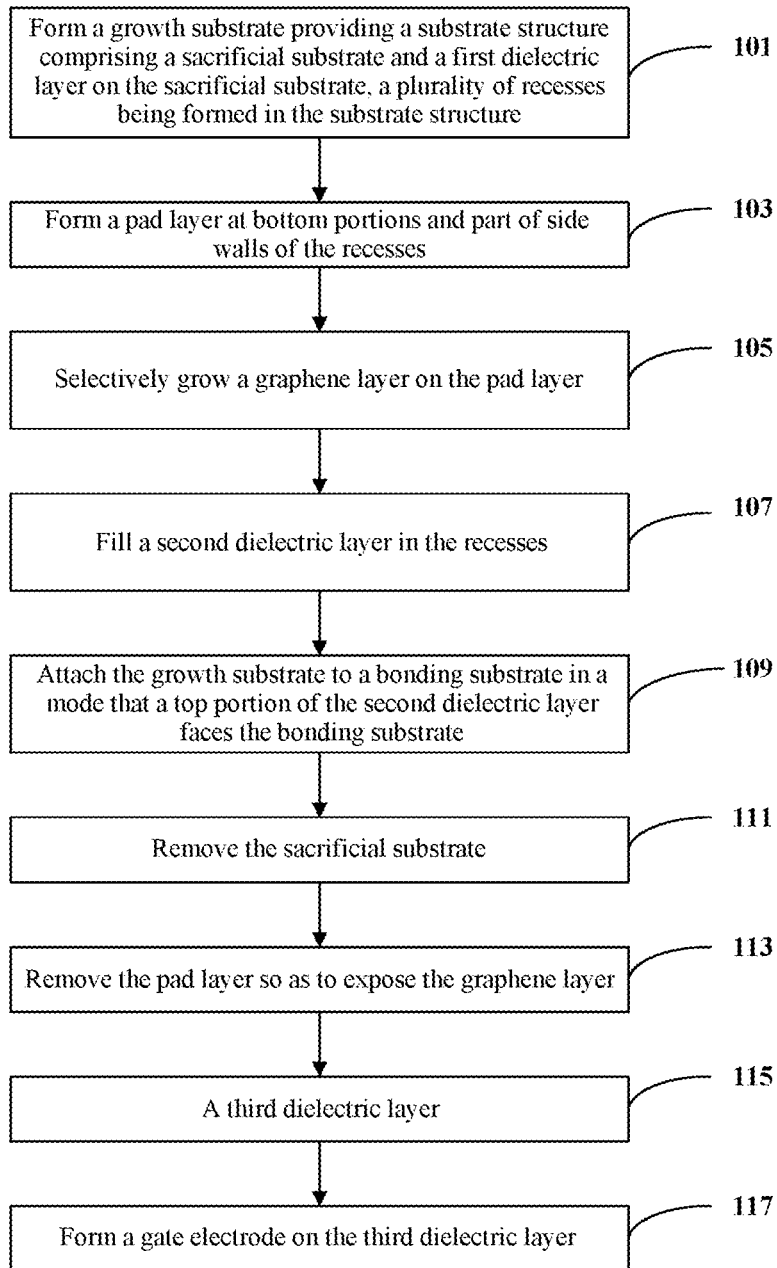 Form a growth substrate providing a substrate structure
comprising a sacrificial substrate and a first dielectric
layer on the sacrificial substrate, a plurality of recesses
being formed in the substrate structure
101
Form a pad layer at bottom portions and part of side
walls of the recesses
103
Selectively grow a graphene layer on the pad layer
105
Fill a second dielectric layer in the recesses
107
Attach the growth substrate to a bonding substrate in a
mode that a top portion of the second dielectric layer
faces the bonding substrate
109
Remove the sacrificial substrate
111
Remove the pad layer so as to expose the graphene layer
113
A third dielectric layer
115
Form a gate electrode on the third dielectric layer
117